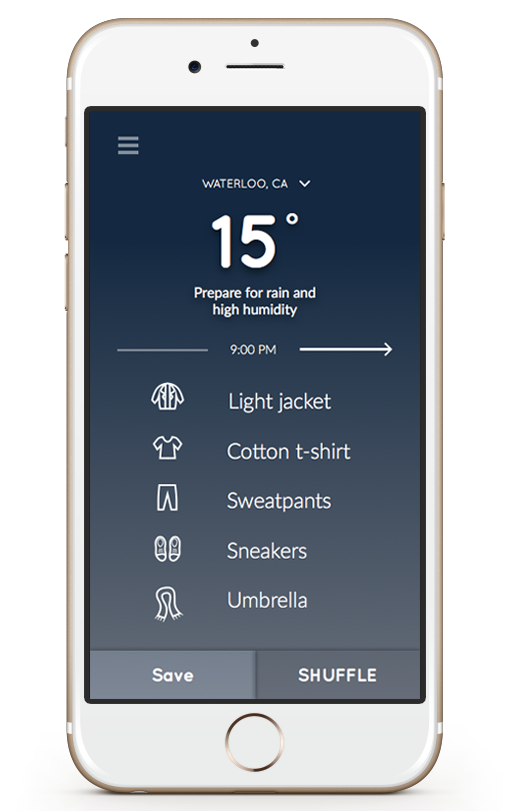 WATERLOO, CA
15°
Prepare for rain and
high humidity
9:00 PM
Light jacket
Cotton t-shirt
Sweatpants
Sneakers
Umbrella
Save SHUFFLE